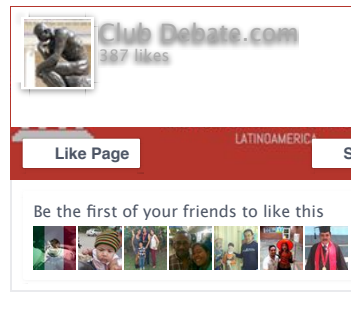 Club Debate.com
387 likes
LATINOAMERICA
Like Page
S
Be the first of your friends to like this